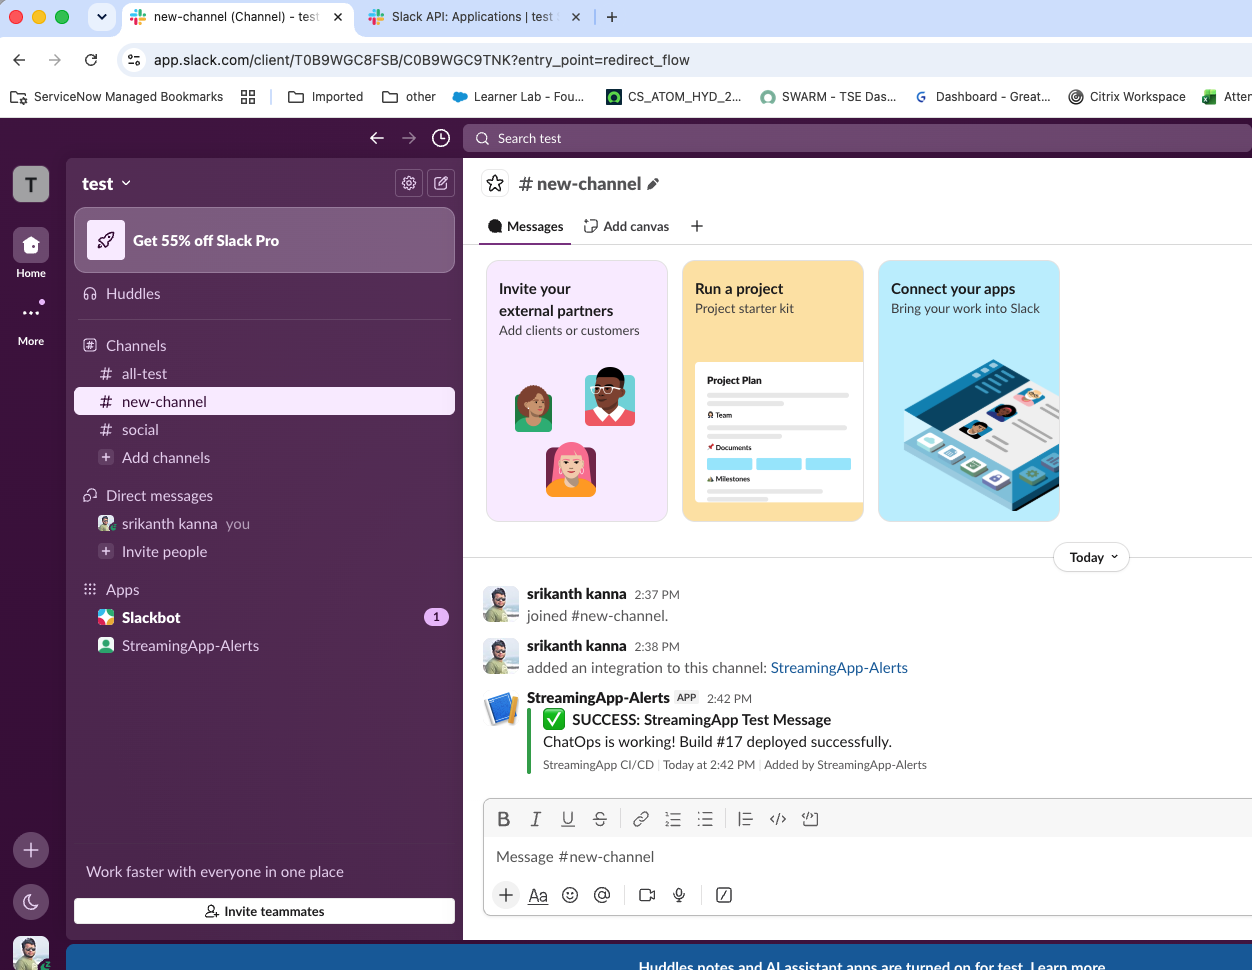 new-channel (Channel) - test
Slack API: Applications | test
app.slack.com/client/T0B9WGC8FSB/C0B9WGC9TNK?entry_point=redirect_flow
ServiceNow Managed Bookmarks
Imported
other
Learner Lab - Fou...
CS_ATOM_HYD_2...
SWARM - TSE Das...
Dashboard - Great...
Citrix Workspace
Atten
Search test
T
Home
More
test
Get 55% off Slack Pro
Huddles
Channels
# all-test
# new-channel
# social
+ Add channels
Direct messages
srikanth kanna you
+ Invite people
Apps
Slackbot 1
StreamingApp-Alerts
Work faster with everyone in one place
Invite teammates
# new-channel
Messages
Add canvas
+
Invite your
external partners
Add clients or customers
Run a project
Project starter kit
Project Plan
Team
Documents
Milestones
Connect your apps
Bring your work into Slack
Today
srikanth kanna 2:37 PM
joined #new-channel.
srikanth kanna 2:38 PM
added an integration to this channel: StreamingApp-Alerts
StreamingApp-Alerts APP 2:42 PM
✅ SUCCESS: StreamingApp Test Message
ChatOps is working! Build #17 deployed successfully.
StreamingApp CI/CD | Today at 2:42 PM | Added by StreamingApp-Alerts
B I U S
Message #new-channel
+ Aa
Huddles notes and AI assistant apps are turned on for test. Learn more